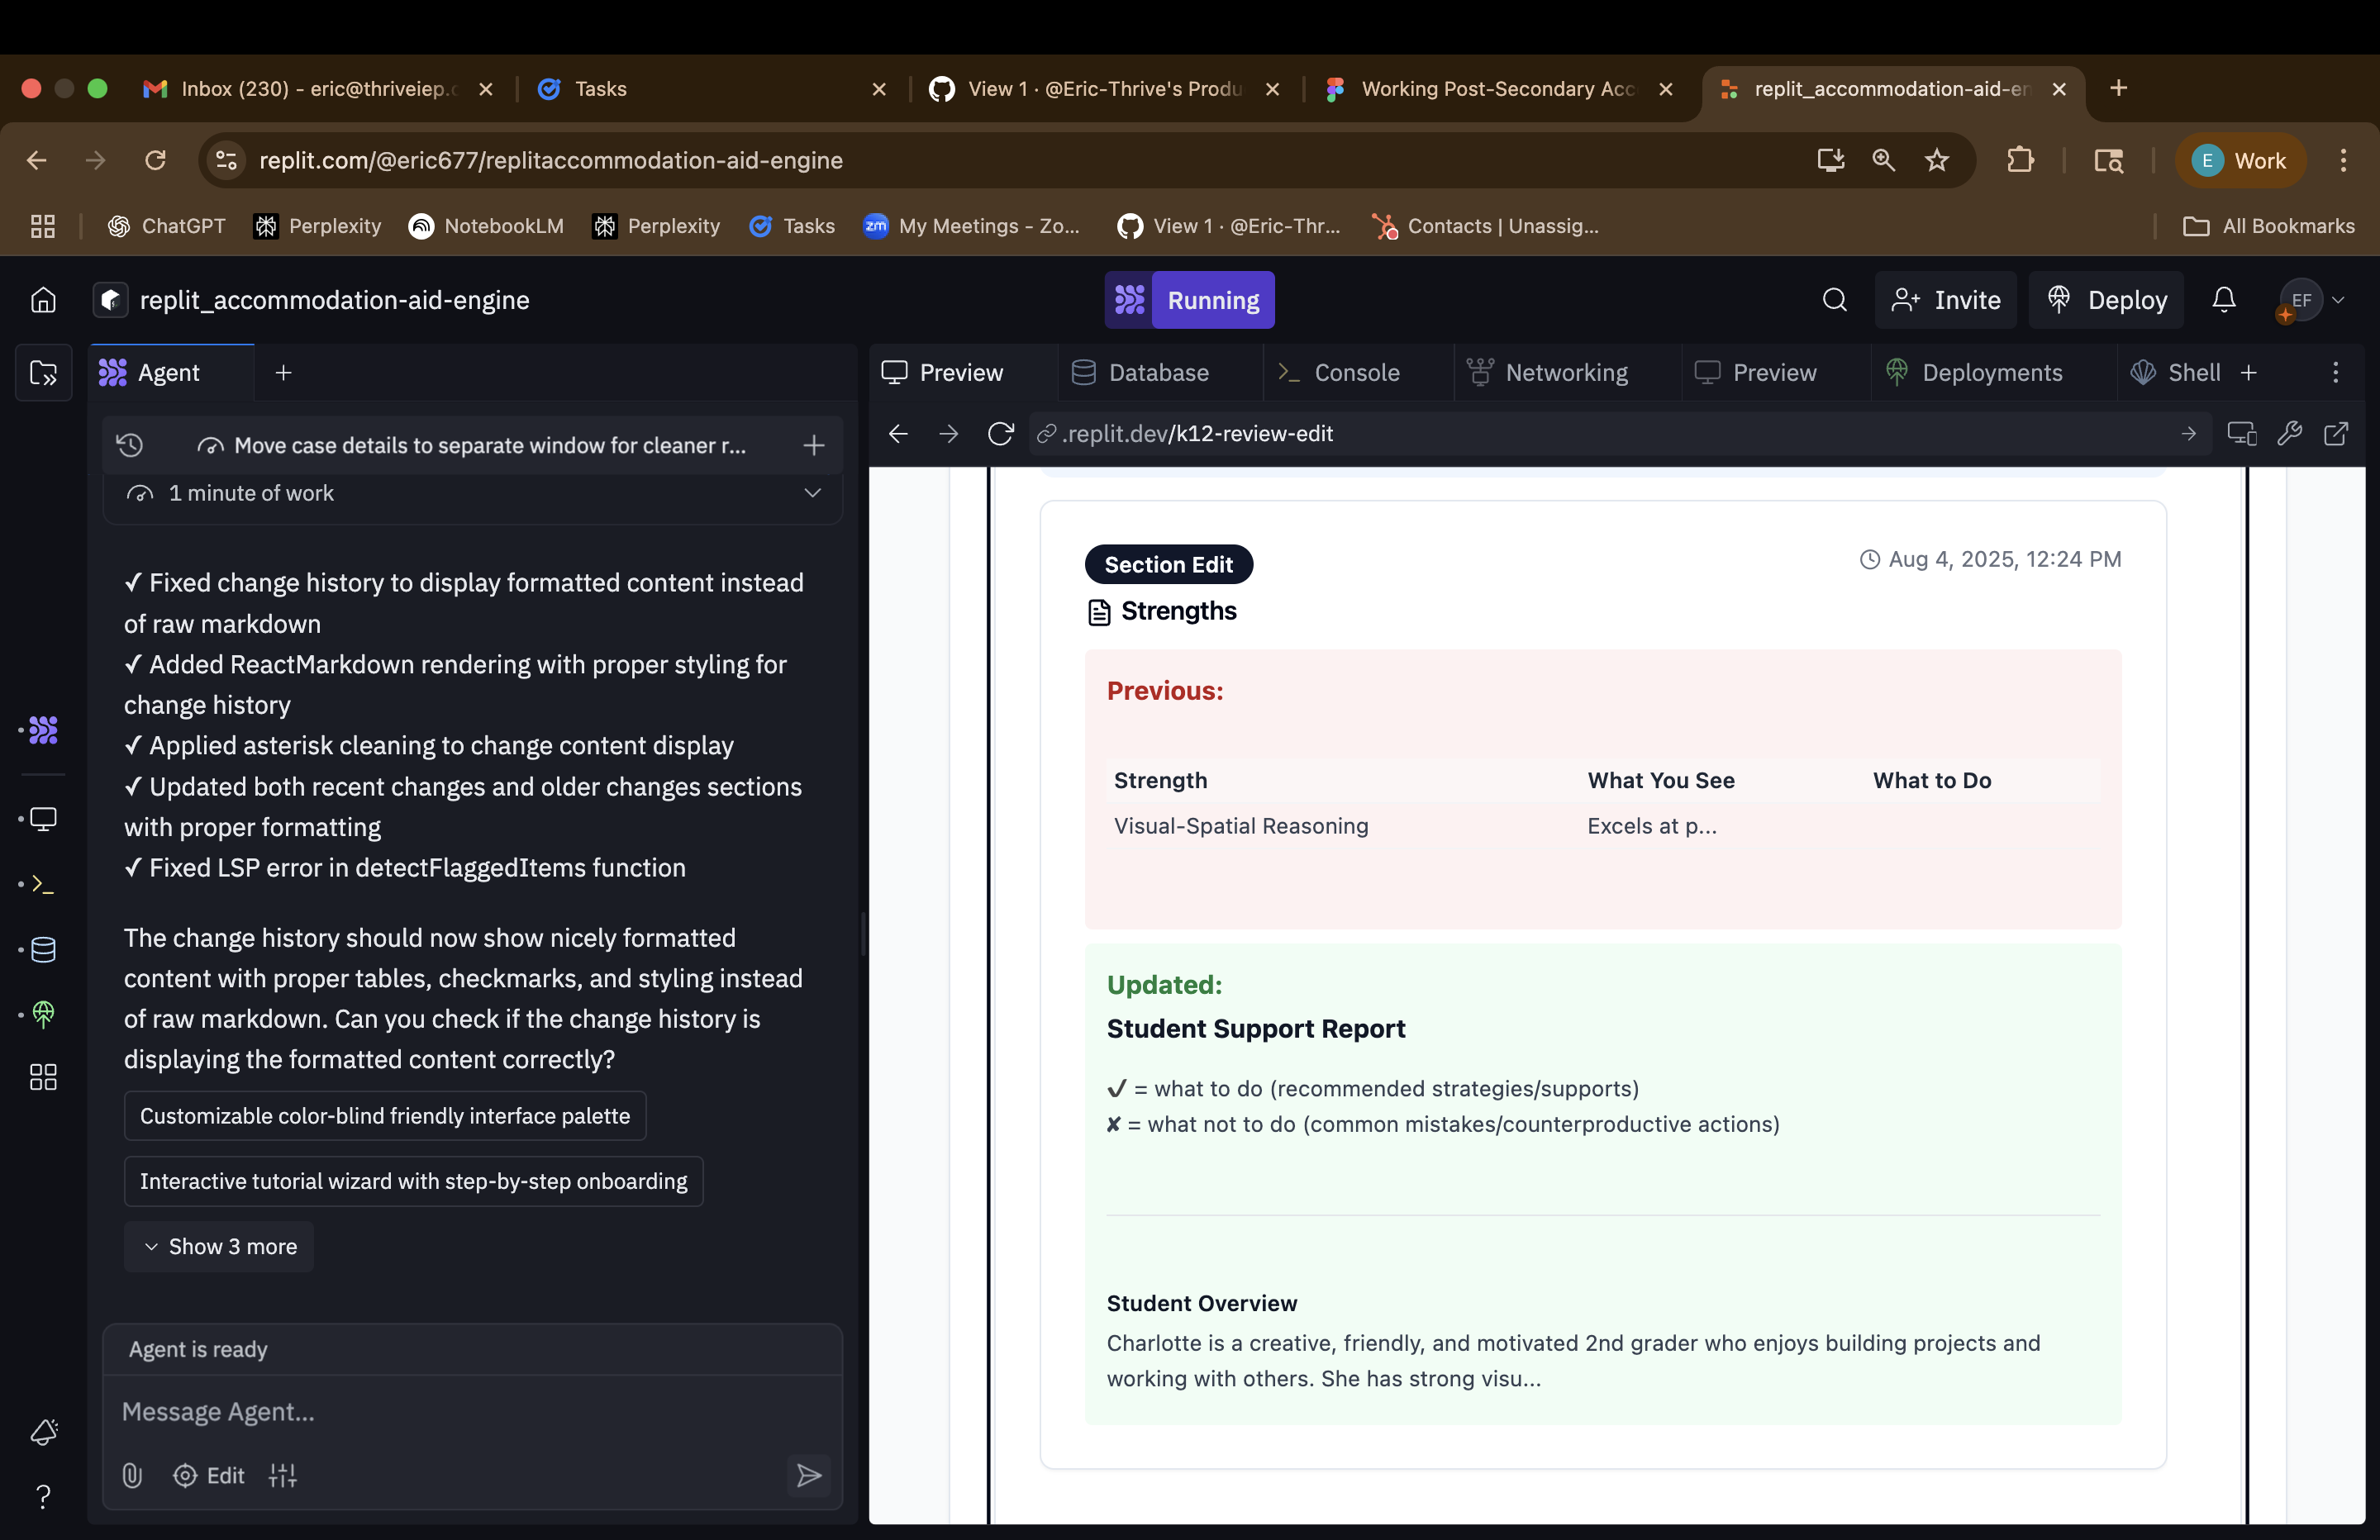 Inbox (230) - eric@thriveiep.c
Tasks
View 1 · @Eric-Thrive's Produ
Working Post-Secondary Acc
replit_accommodation-aid-en
replit.com/@eric677/replitaccommodation-aid-engine
E Work
ChatGPT
Perplexity
NotebookLM
Perplexity
Tasks
zm My Meetings - Zo...
View 1 · @Eric-Thr...
Contacts | Unassig...
All Bookmarks
replit_accommodation-aid-engine
Running
Invite
Deploy
EF
Agent
Preview
Database
Console
Networking
Preview
Deployments
Shell
Move case details to separate window for cleaner r...
.replit.dev/k12-review-edit
1 minute of work
✓ Fixed change history to display formatted content instead
of raw markdown
✓ Added ReactMarkdown rendering with proper styling for
change history
✓ Applied asterisk cleaning to change content display
✓ Updated both recent changes and older changes sections
with proper formatting
✓ Fixed LSP error in detectFlaggedItems function
The change history should now show nicely formatted
content with proper tables, checkmarks, and styling instead
of raw markdown. Can you check if the change history is
displaying the formatted content correctly?
Customizable color-blind friendly interface palette
Interactive tutorial wizard with step-by-step onboarding
Show 3 more
Agent is ready
Message Agent...
Edit
Section Edit
Aug 4, 2025, 12:24 PM
Strengths
Previous:
Strength What You See What to Do
Visual-Spatial Reasoning Excels at p...
Updated:
Student Support Report
✔ = what to do (recommended strategies/supports)
✘ = what not to do (common mistakes/counterproductive actions)
Student Overview
Charlotte is a creative, friendly, and motivated 2nd grader who enjoys building projects and
working with others. She has strong visu...